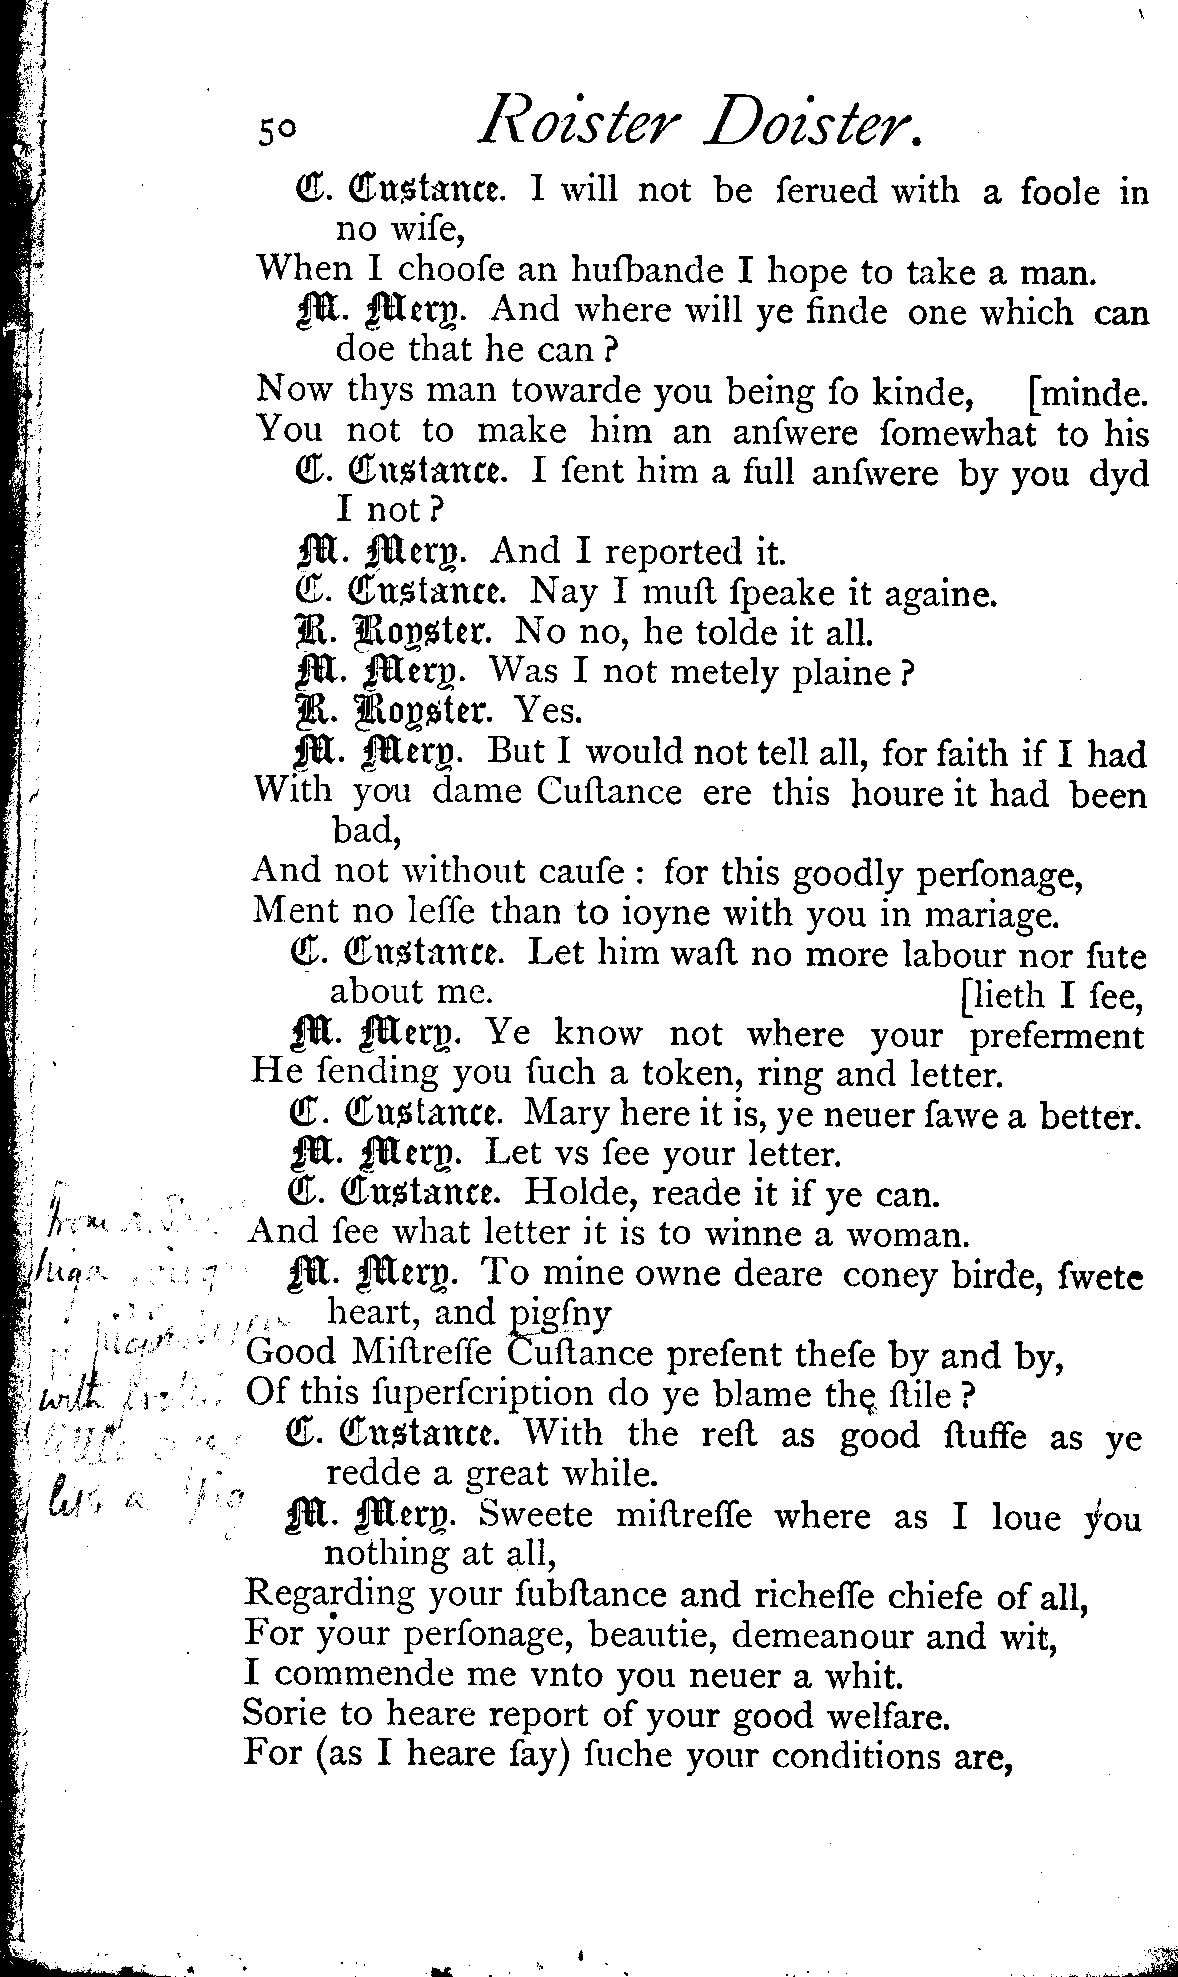 50 Roister Doister.
C. Custance. I will not be ſerued with a foole in
no wiſe,
When I chooſe an huſbande I hope to take a man.
M. Mery. And where will ye finde one which can
doe that he can?
Now thys man towarde you being ſo kinde, [minde.
You not to make him an anſwere ſomewhat to his
C. Custance. I ſent him a full anſwere by you dyd
I not?
M. Mery. And I reported it.
C. Custance. Nay I muſt ſpeake it againe.
R. Royster. No no, he tolde it all.
M. Mery. Was I not metely plaine?
R. Royster. Yes.
M. Mery. But I would not tell all, for faith if I had
With you dame Cuſtance ere this houre it had been
bad,
And not without cauſe : for this goodly perſonage,
Ment no leſſe than to ioyne with you in mariage.
C. Custance. Let him waſt no more labour nor ſute
about me. [lieth I ſee,
M. Mery. Ye know not where your preferment
He ſending you ſuch a token, ring and letter.
C. Custance. Mary here it is, ye neuer ſawe a better.
M. Mery. Let vs ſee your letter.
C. Custance. Holde, reade it if ye can.
And ſee what letter it is to winne a woman.
M. Mery. To mine owne deare coney birde, ſwete
heart, and pigſny
Good Miſtreſſe Cuſtance preſent theſe by and by,
Of this ſuperſcription do ye blame the ſtile?
C. Custance. With the reſt as good ſtuffe as ye
redde a great while.
M. Mery. Sweete miſtreſſe where as I loue you
nothing at all,
Regarding your ſubſtance and richeſſe chiefe of all,
For your perſonage, beautie, demeanour and wit,
I commende me vnto you neuer a whit.
Sorie to heare report of your good welfare.
For (as I heare ſay) ſuche your conditions are,
from
with
a